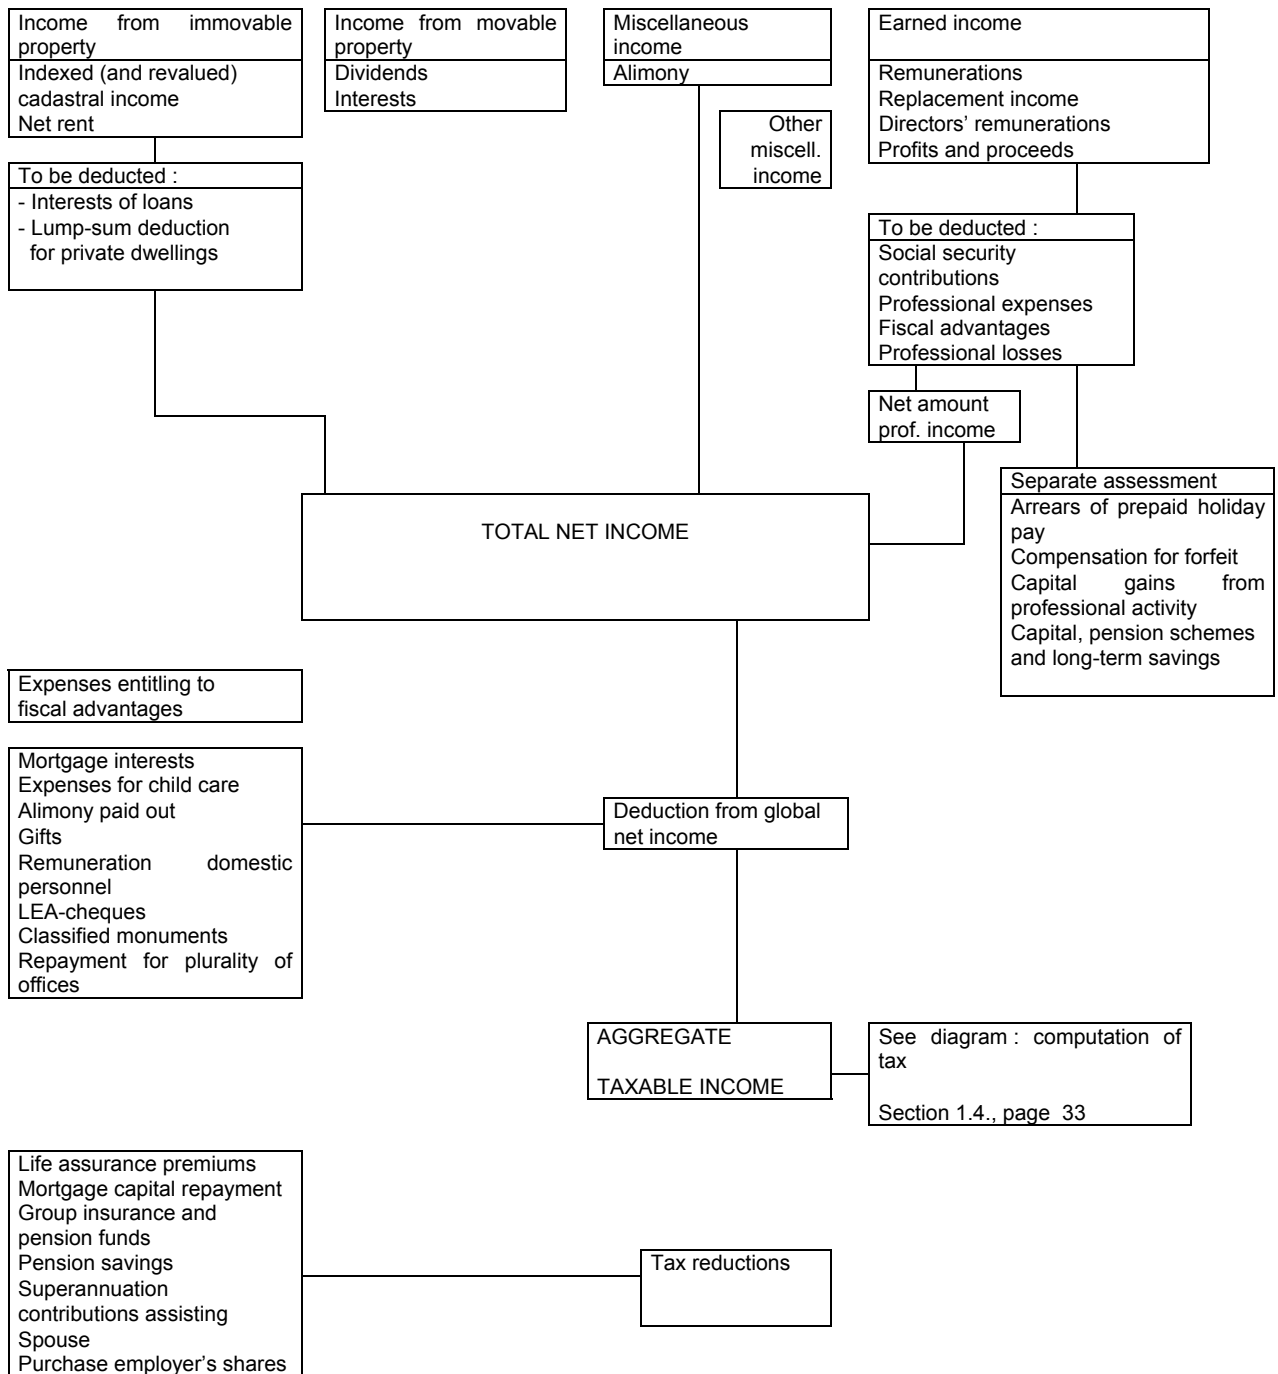 Income from immovable
property
Indexed (and revalued)
cadastral income
Net rent
To be deducted :
- Interests of loans
- Lump-sum deduction
for private dwellings
Income from movable
property
Dividends
Interests
Miscellaneous
income
Alimony
Other
miscell.
income
Earned income
Remunerations
Replacement income
Directors' remunerations
Profits and proceeds
To be deducted :
Social security
contributions
Professional expenses
Fiscal advantages
Professional losses
Net amount
prof. income
Separate assessment
Arrears of prepaid holiday
pay
Compensation for forfeit
Capital gains from
professional activity
Capital, pension schemes
and long-term savings
TOTAL NET INCOME
Expenses entitling to
fiscal advantages
Mortgage interests
Expenses for child care
Alimony paid out
Gifts
Remuneration domestic
personnel
LEA-cheques
Classified monuments
Repayment for plurality of
offices
Deduction from global
net income
AGGREGATE
TAXABLE INCOME
See diagram : computation of
tax
Section 1.4., page 33
Life assurance premiums
Mortgage capital repayment
Group insurance and
pension funds
Pension savings
Superannuation
contributions assisting
Spouse
Purchase employer's shares
Tax reductions